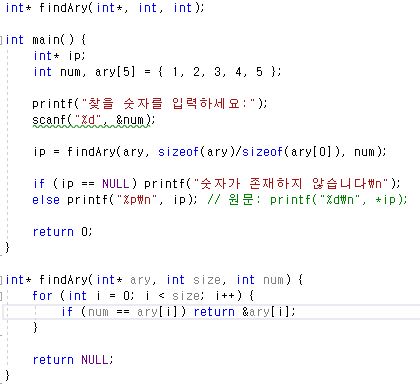 int* findAry(int*, int, int);
int main() {
int* ip;
int num, ary[5] = { 1, 2, 3, 4, 5 };
printf("찾을 숫자를 입력하세요:");
scanf("%d", &num);
ip = findAry(ary, sizeof(ary)/sizeof(ary[0]), num);
if (ip == NULL) printf("숫자가 존재하지 않습니다₩n");
else printf("%p₩n", ip); // 원문: printf("%d₩n", *ip);
return 0;
}
int* findAry(int* ary, int size, int num) {
for (int i = 0; i < size; i++) {
if (num == ary[i]) return &ary[i];
}
return NULL;
}